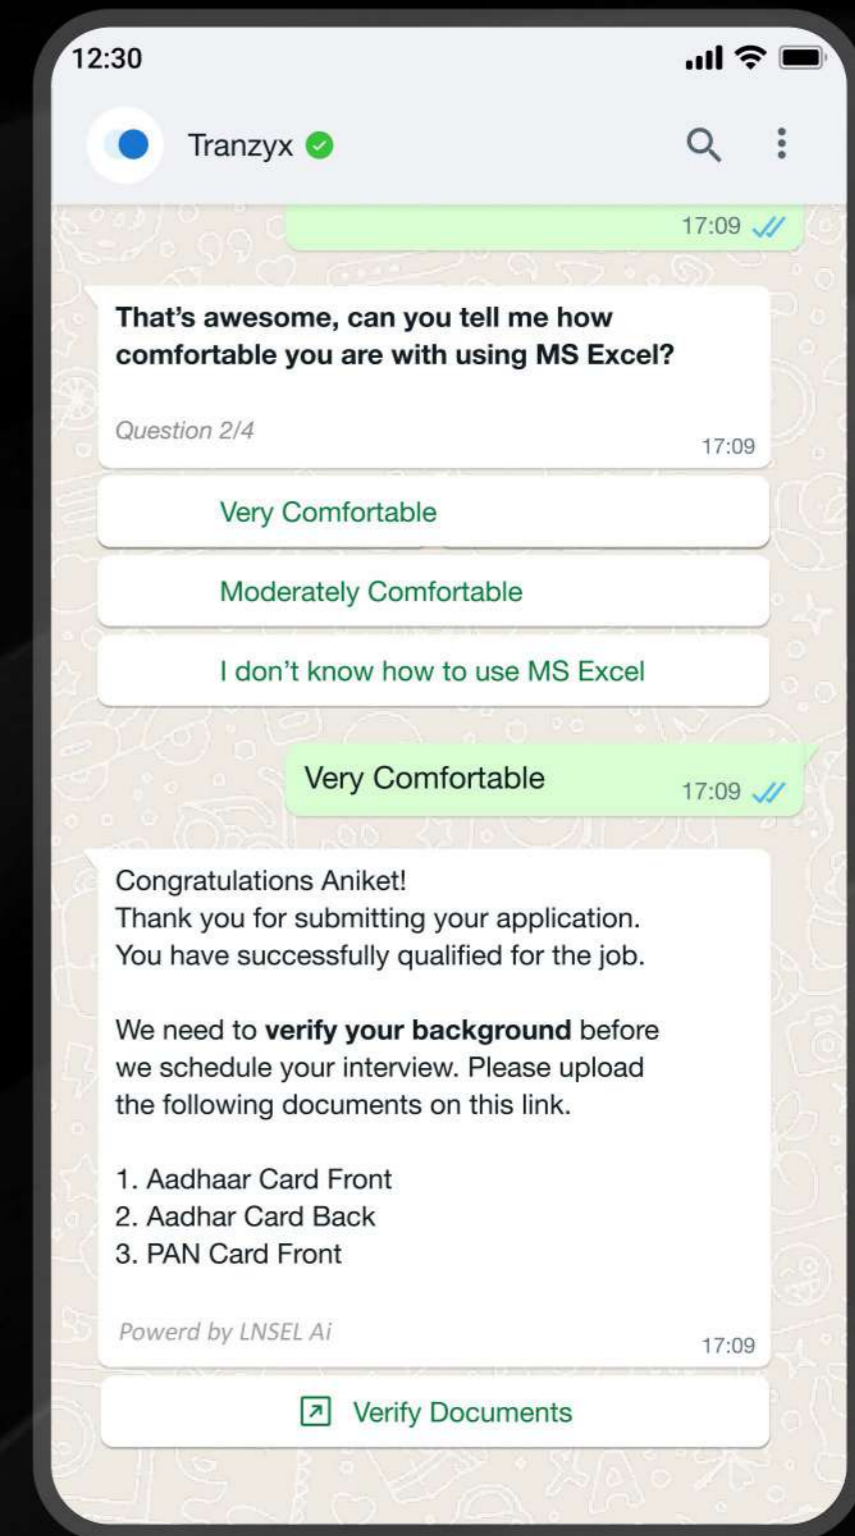 12:30
Tranzyx
17:09
That’s awesome, can you tell me how
comfortable you are with using MS Excel?
Question 2/4
17:09
Very Comfortable
Moderately Comfortable
I don’t know how to use MS Excel
Very Comfortable
17:09
Congratulations Aniket!
Thank you for submitting your application.
You have successfully qualified for the job.
We need to verify your background before
we schedule your interview. Please upload
the following documents on this link.
1. Aadhaar Card Front
2. Aadhar Card Back
3. PAN Card Front
Powerd by LNSEL Ai
17:09
Verify Documents